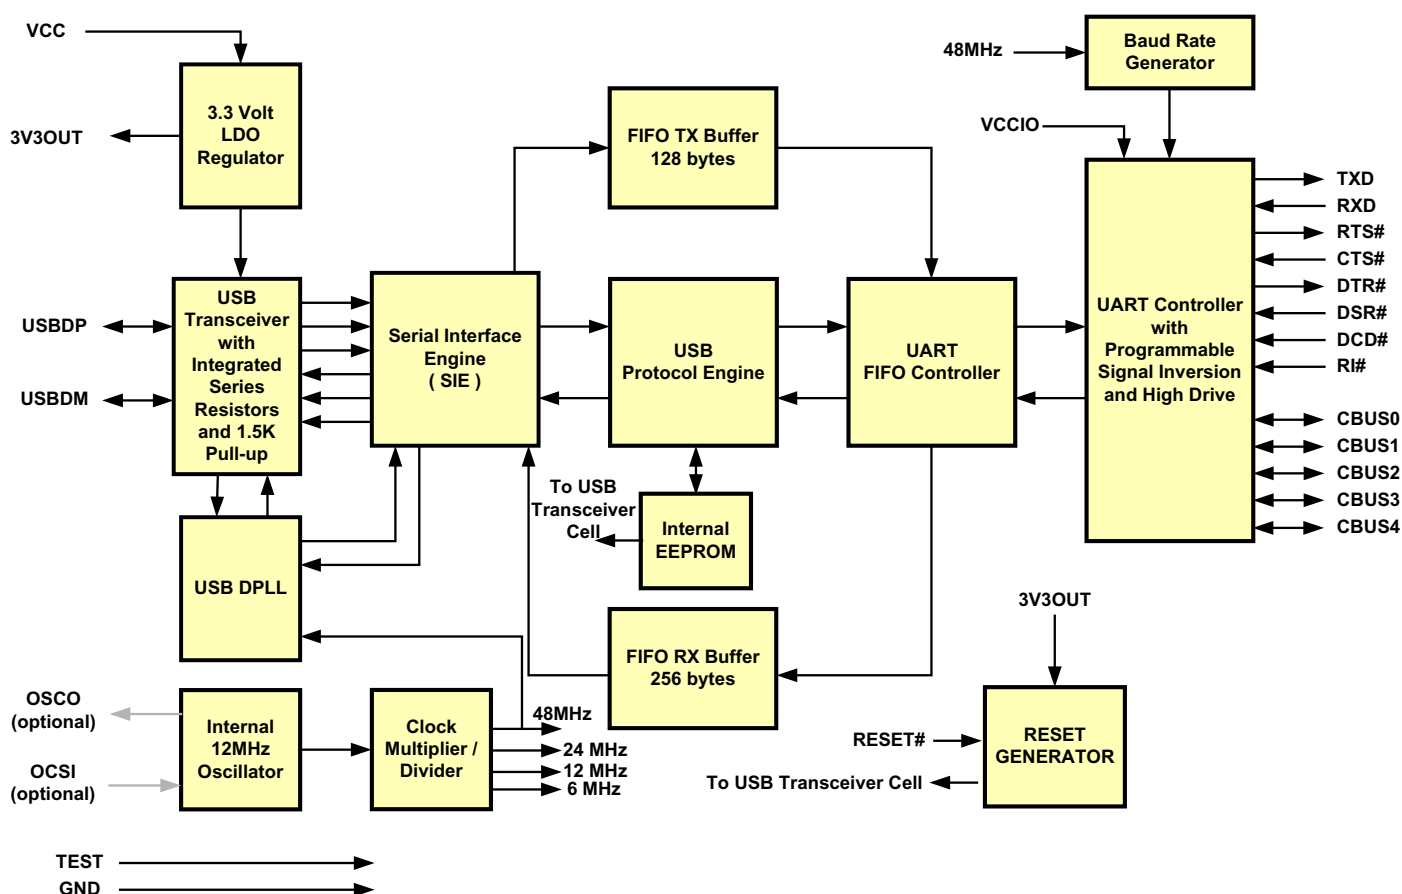 VCC
3V3OUT
3.3 Volt
LDO
Regulator
FIFO TX Buffer
128 bytes
48MHz
Baud Rate
Generator
VCCIO
USBDP
USBDM
USB
Transceiver
with
Integrated
Series
Resistors
and 1.5K
Pull-up
Serial Interface
Engine
( SIE )
USB
Protocol Engine
UART
FIFO Controller
UART Controller
with
Programmable
Signal Inversion
and High Drive
TXD
RXD
RTS#
CTS#
DTR#
DSR#
DCD#
RI#
CBUS0
CBUS1
CBUS2
CBUS3
CBUS4
USB DPLL
To USB
Transceiver
Cell
Internal
EEPROM
FIFO RX Buffer
256 bytes
3V3OUT
OSCO
(optional)
OCSI
(optional)
Internal
12MHz
Oscillator
Clock
Multiplier /
Divider
48MHz
24 MHz
12 MHz
6 MHz
RESET#
To USB Transceiver Cell
RESET
GENERATOR
TEST
GND